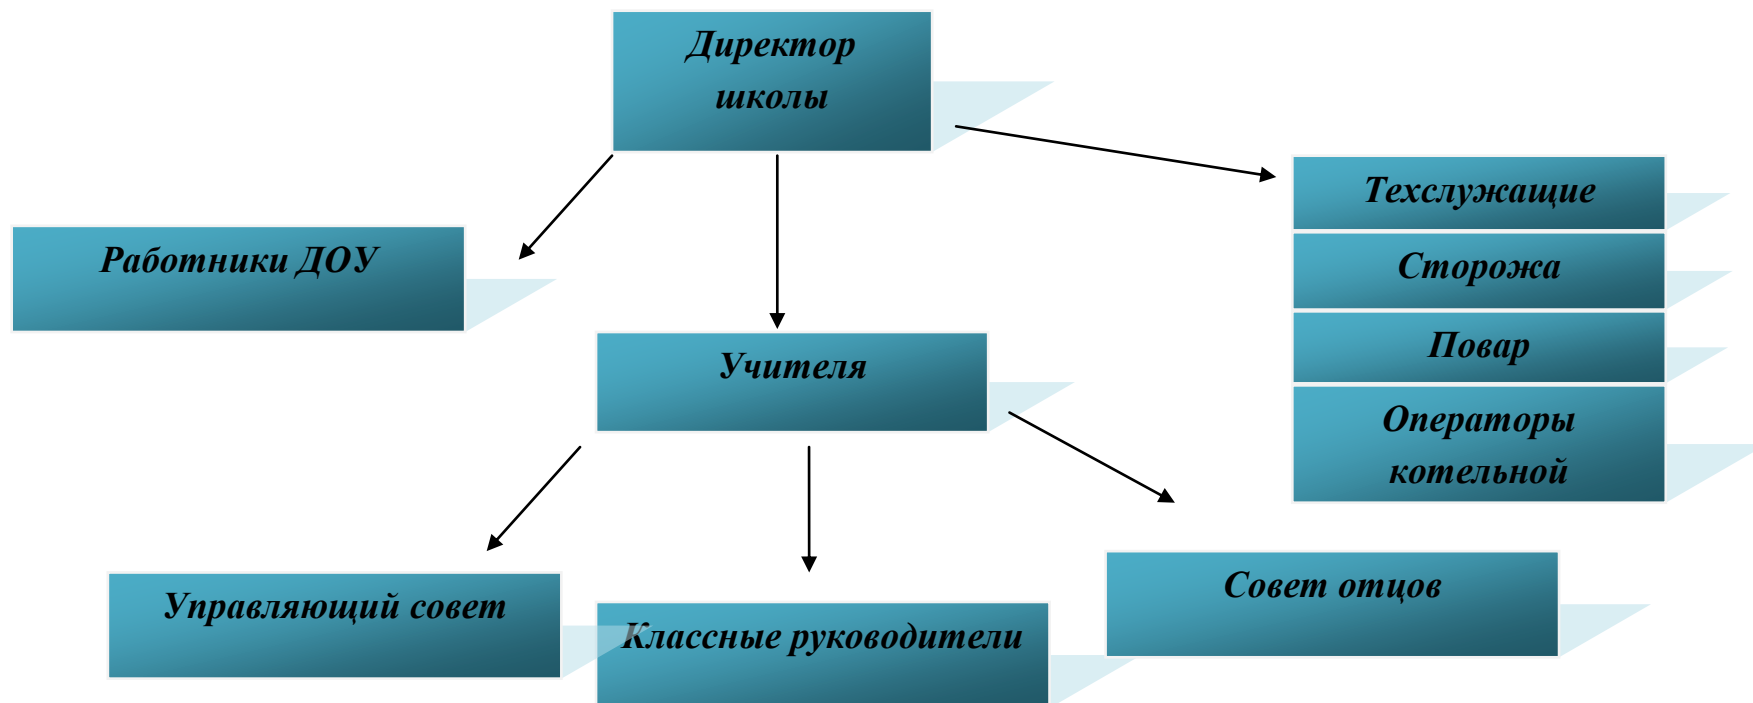 Директор
школы
Техслужащие
Работники ДОУ
Сторожа
Повар
Учителя
Операторы
котельной
Управляющий совет
Классные руководители
Совет отцов